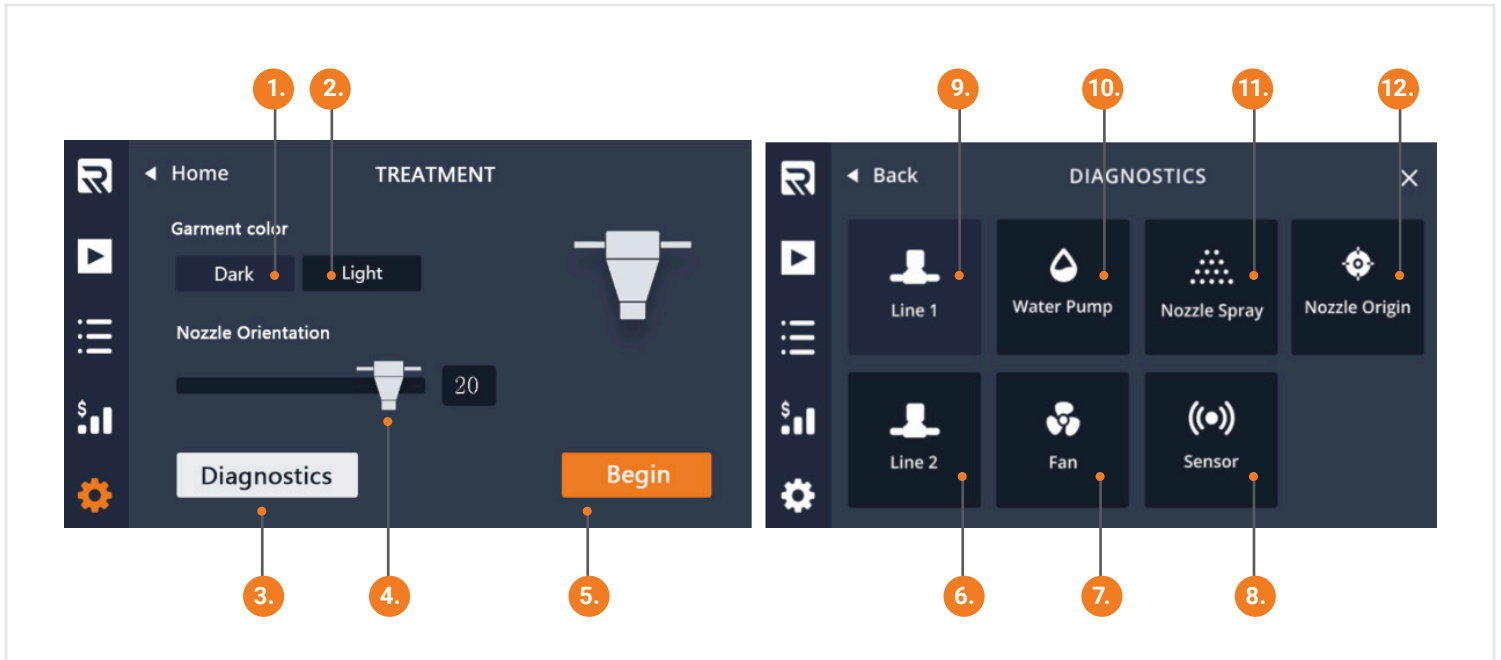 1.
2.
Home
TREATMENT
Garment color
Dark
Light
Nozzle Orientation
20
$
Diagnostics
Begin
3.
4.
5.
9.
10.
11.
12.
Back
DIAGNOSTICS
Line 1
Water Pump
Nozzle Spray
Nozzle Origin
$
Line 2
Fan
Sensor
6.
7.
8.